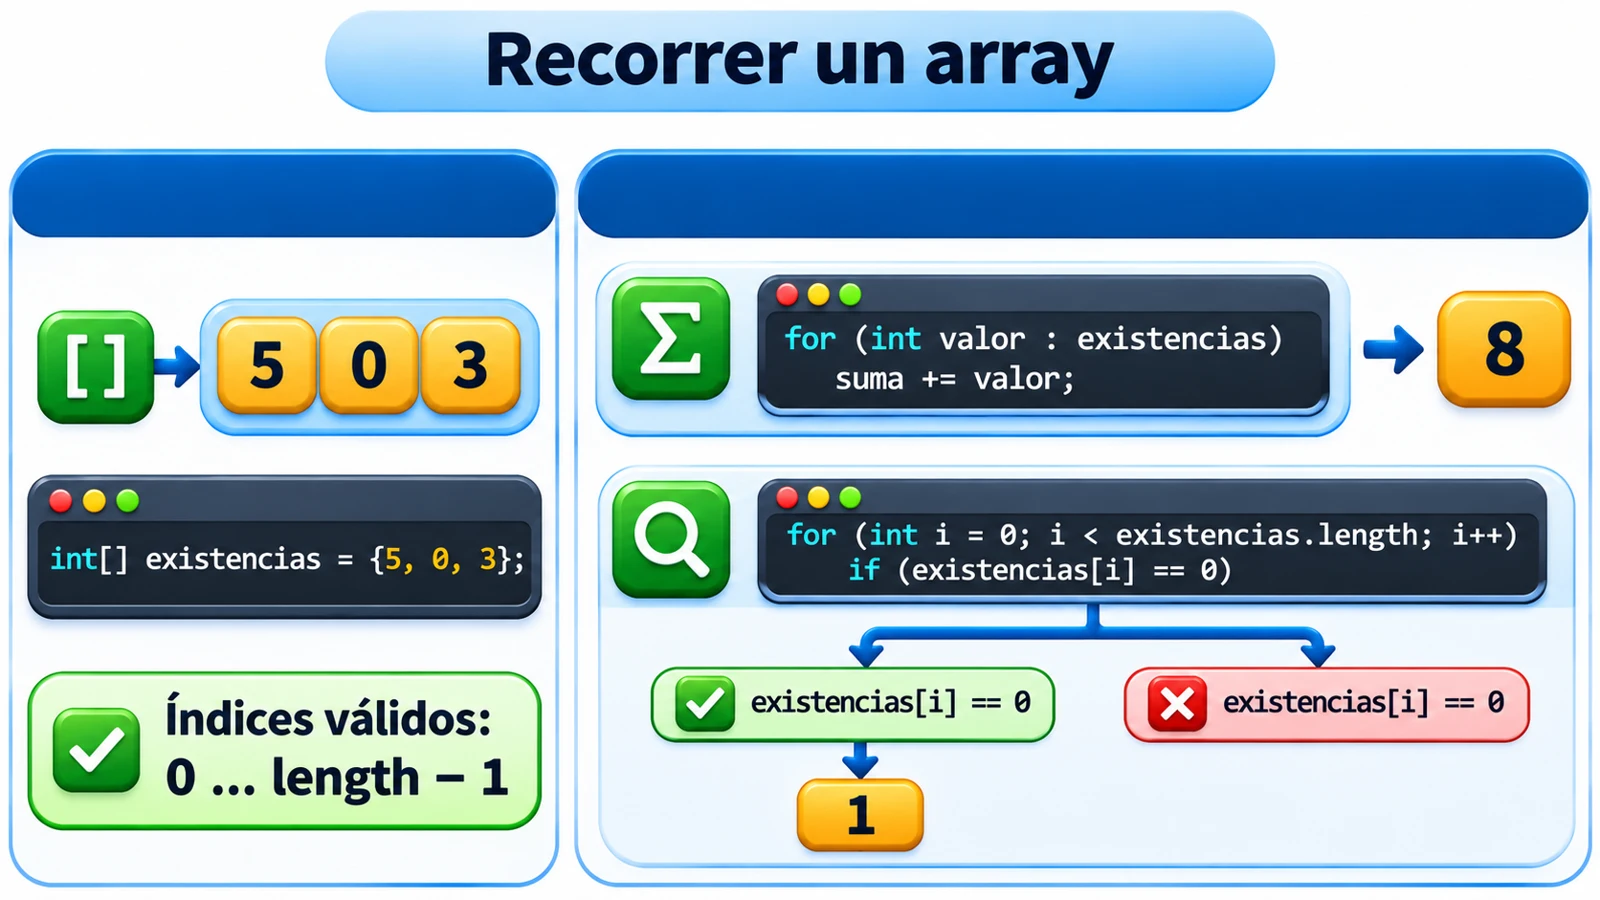 Recorrer un array
[]
5 0 3
int[] existencias = {5, 0, 3};
Índices válidos:
0 ... length – 1
Σ
for (int valor : existencias)
suma += valor;
8
for (int i = 0; i < existencias.length; i++)
if (existencias[i] == 0)
existencias[i] == 0
existencias[i] == 0
1